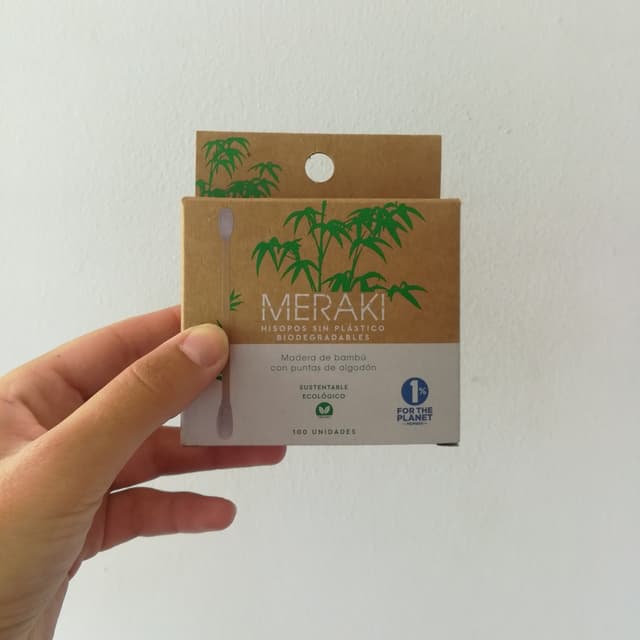 MERAKI
HISOPOS SIN PLÁSTICO
BIODEGRADABLES
Madera de bambú
con puntas de algodón
SUSTENTABLE
ECOLÓGICO
100 UNIDADES
1%
FOR THE
PLANET
MEMBER